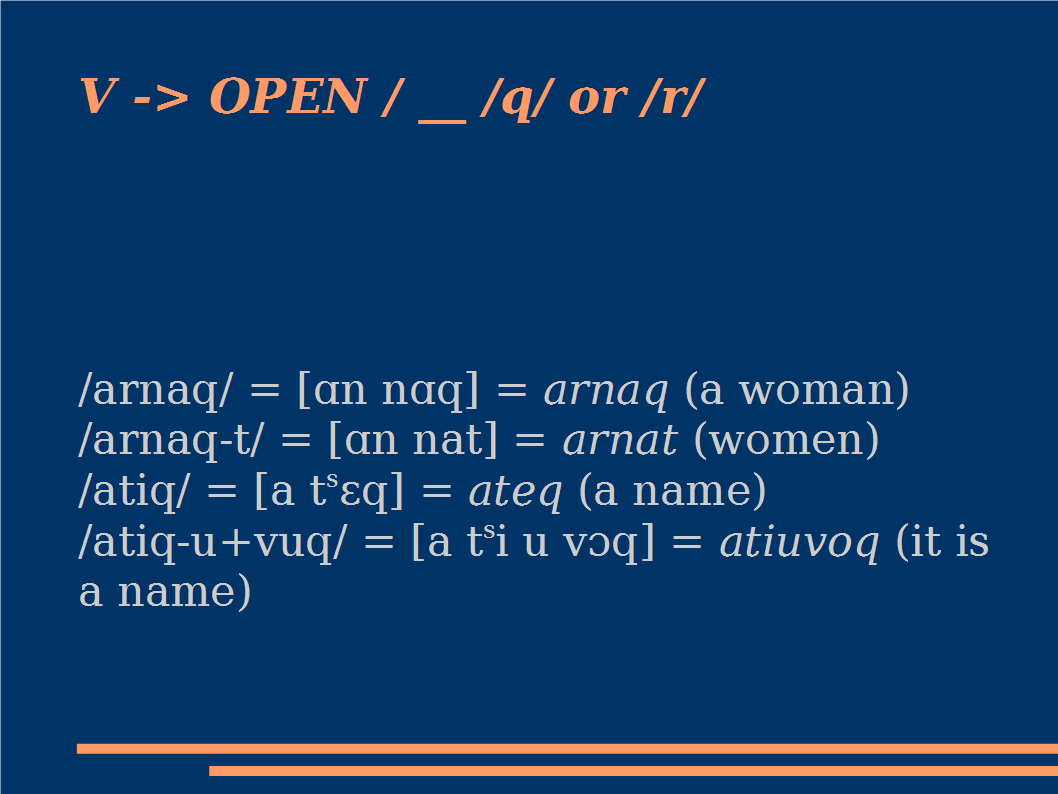 V -> OPEN / __ /q/ or /r/
/arnaq/ = [ɑn nɑq] = arnaq (a woman)
/arnaq-t/ = [ɑn nat] = arnat (women)
/atiq/ = [a tˢɛq] = ateq (a name)
/atiq-u+vuq/ = [a tˢi u vɔq] = atiuvoq (it is
a name)